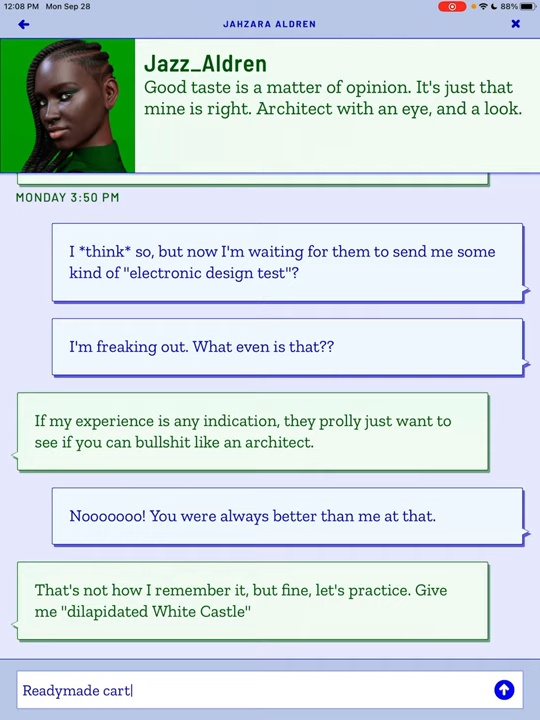 12:08 PM Mon Sep 28
88%
JAHZARA ALDREN
Jazz_Aldren
Good taste is a matter of opinion. It's just that
mine is right. Architect with an eye, and a look.
MONDAY 3:50 PM
I *think* so, but now I'm waiting for them to send me some
kind of "electronic design test"?
I'm freaking out. What even is that??
If my experience is any indication, they prolly just want to
see if you can bullshit like an architect.
Nooooooo! You were always better than me at that.
That's not how I remember it, but fine, let's practice. Give
me "dilapidated White Castle"
Readymade cart